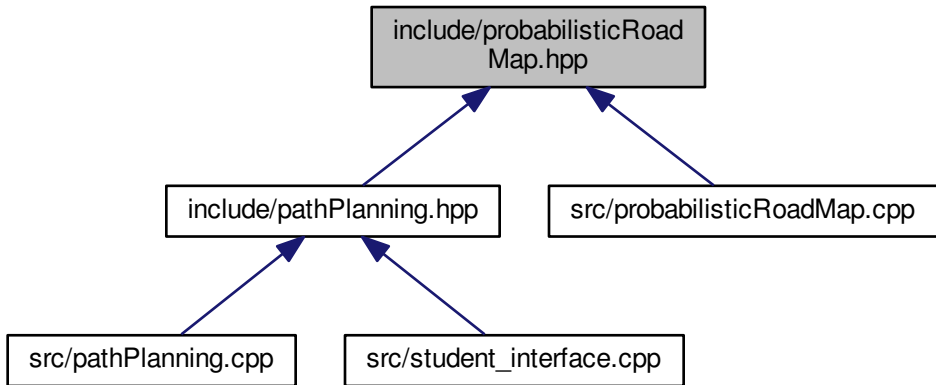 include/probabilisticRoad
Map.hpp
include/pathPlanning.hpp
src/probabilisticRoadMap.cpp
src/pathPlanning.cpp
src/student_interface.cpp